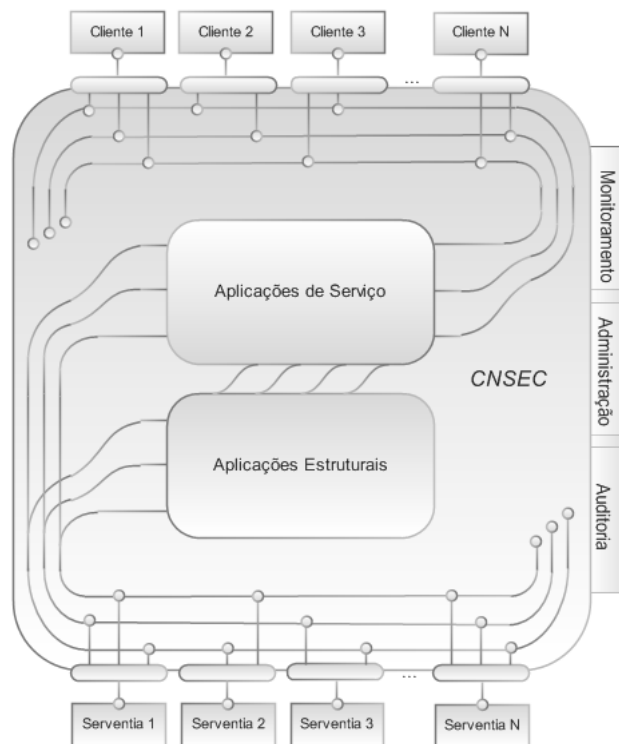 Cliente 1
Cliente 2
Cliente 3
Cliente N
...
Monitoramento
Aplicações de Serviço
Administração
CNSEC
Aplicações Estruturais
Auditoria
...
Serventia 1
Serventia 2
Serventia 3
Serventia N